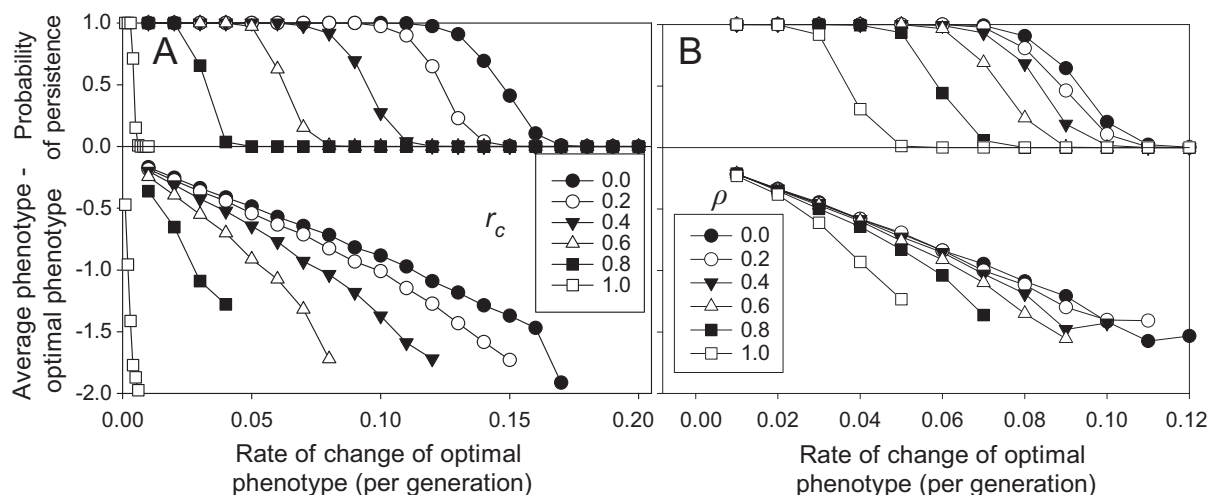 A
B
Average phenotype - Probability
optimal phenotype of persistence
1.0
0.5
0.0
-0.5
-1.0
-1.5
-2.0
r_c
0.0
0.2
0.4
0.6
0.8
1.0
ρ
0.0
0.2
0.4
0.6
0.8
1.0
0.00 0.05 0.10 0.15 0.20
0.00 0.02 0.04 0.06 0.08 0.10 0.12
Rate of change of optimal
phenotype (per generation)
Rate of change of optimal
phenotype (per generation)